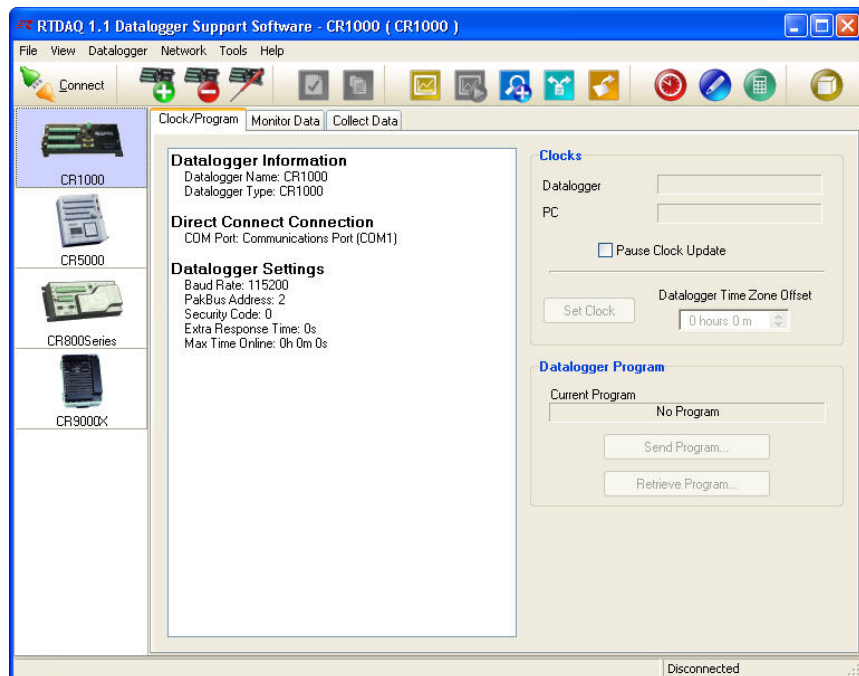 RTDAQ 1.1 Datalogger Support Software - CR1000 ( CR1000 )
File View Datalogger Network Tools Help
Connect
CR1000
CR5000
CR800Series
CR9000X
Clock/Program Monitor Data Collect Data
Datalogger Information
Datalogger Name: CR1000
Datalogger Type: CR1000
Direct Connect Connection
COM Port: Communications Port (COM1)
Datalogger Settings
Baud Rate: 115200
PakBus Address: 2
Security Code: 0
Extra Response Time: 0s
Max Time Online: 0h 0m 0s
Clocks
Datalogger
PC
Pause Clock Update
Set Clock
Datalogger Time Zone Offset
0 hours 0 m
Datalogger Program
Current Program
No Program
Send Program...
Retrieve Program...
Disconnected